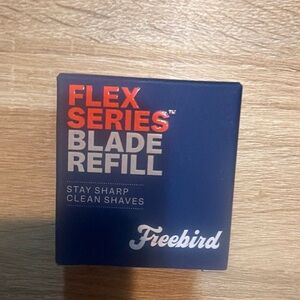 FLEX
SERIES™
BLADE
REFILL
STAY SHARP
CLEAN SHAVES
Freebird